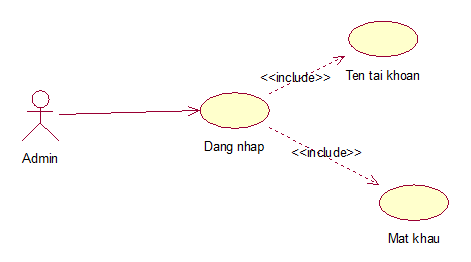 Ten tai khoan
<<include>>
Admin
Dang nhap
<<include>>
Mat khau